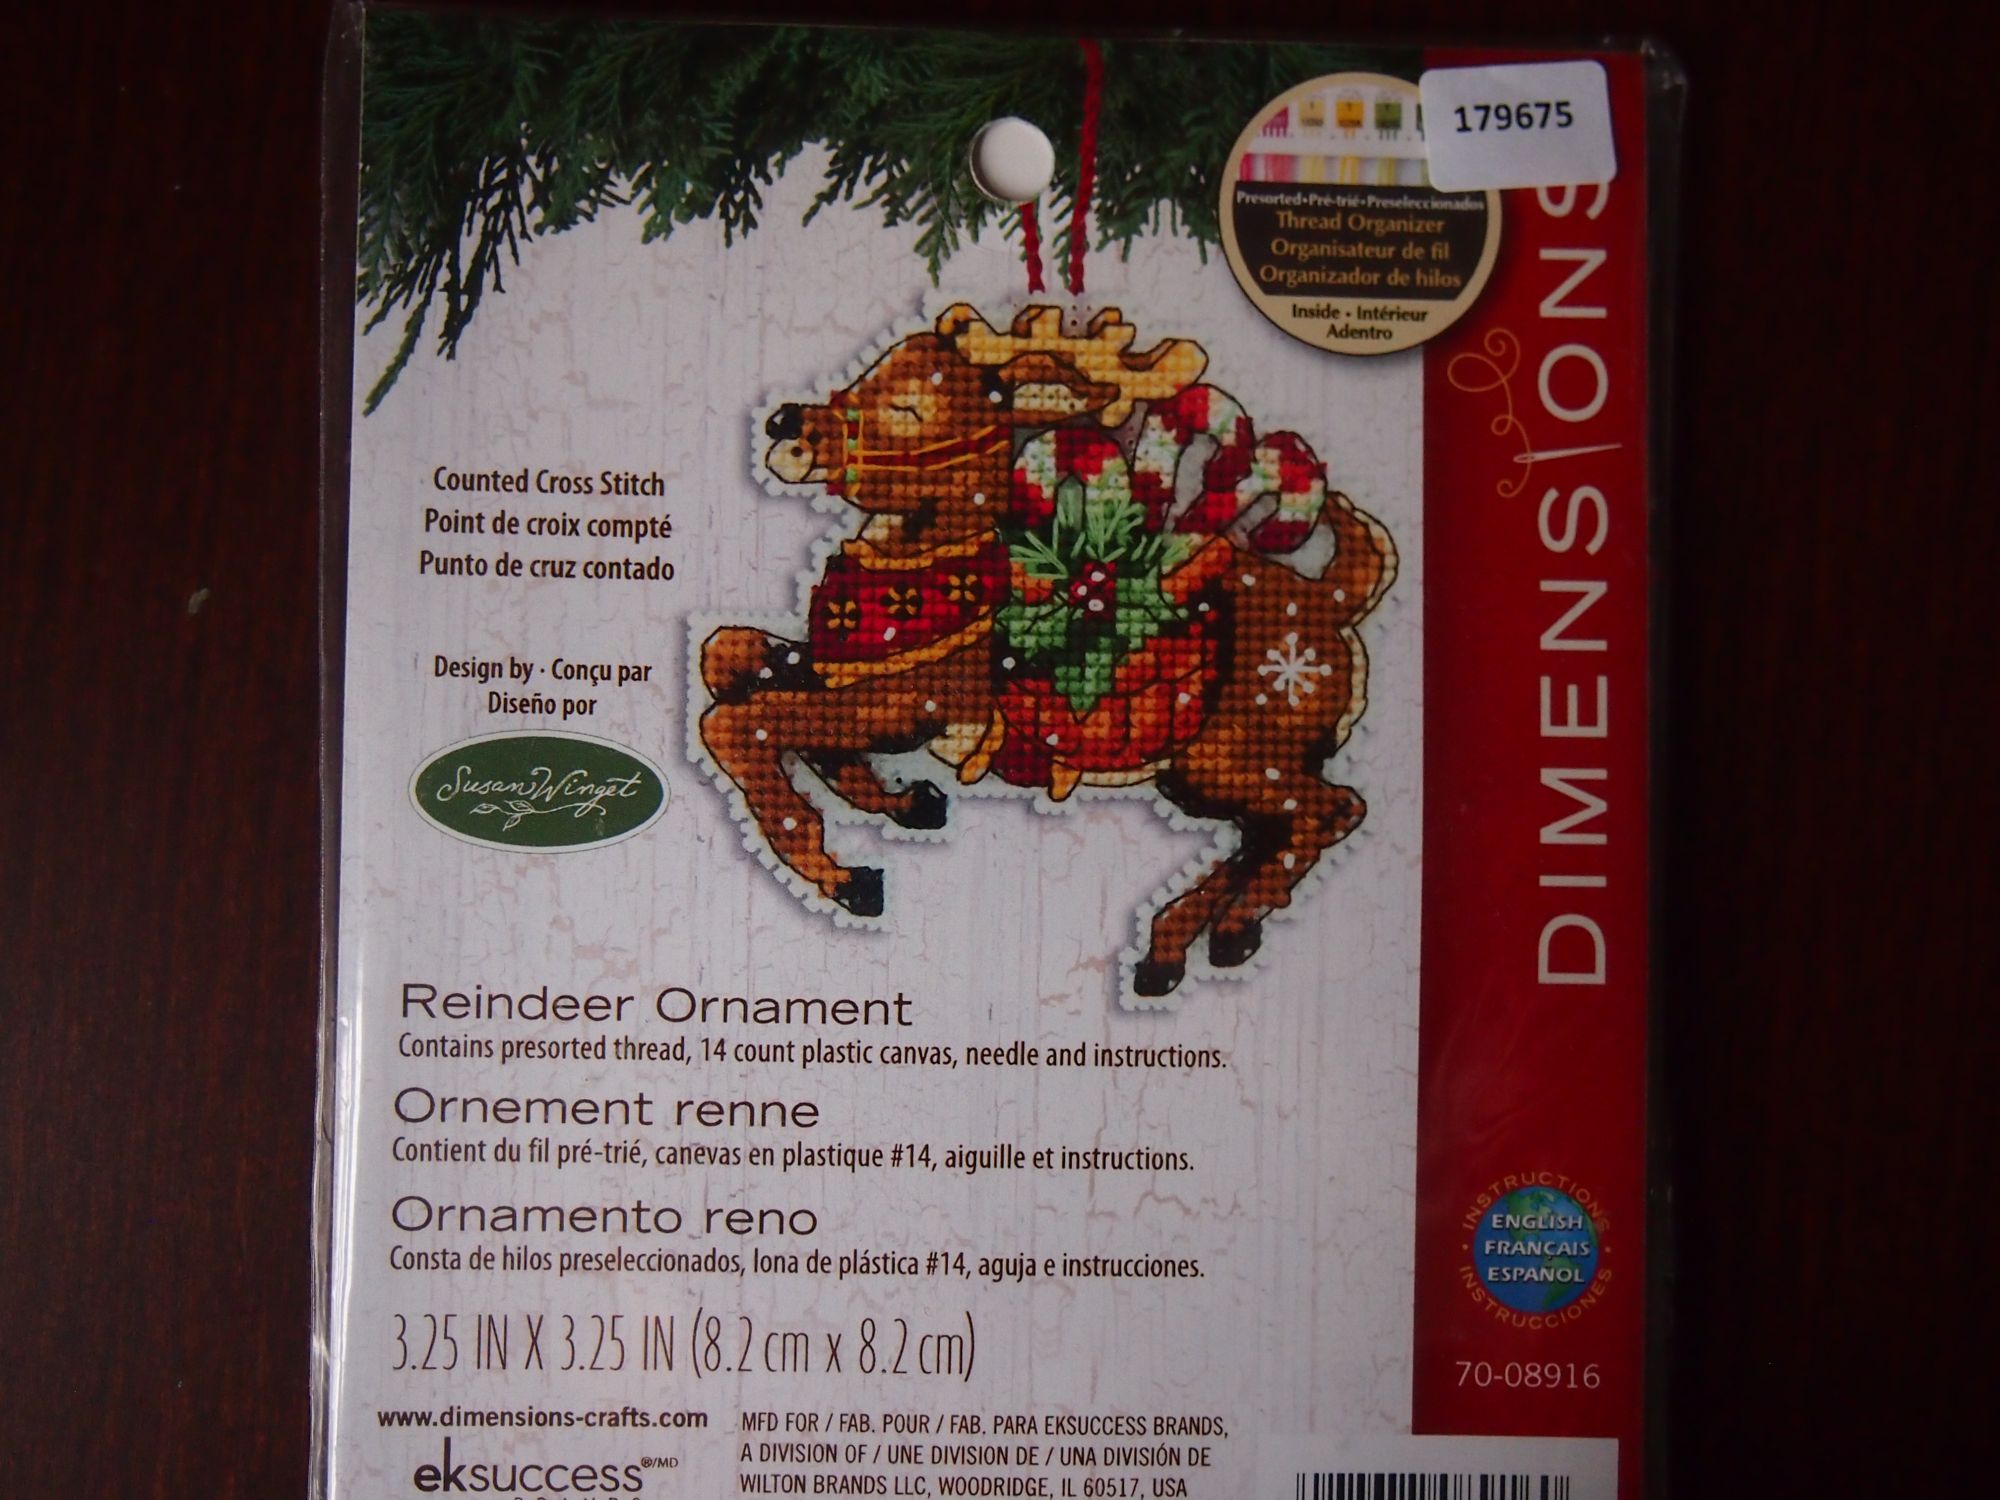 179675
Presorted•Pré-trié•Preseleccionados
Thread Organizer
Organisateur de fil
Organizador de hilos
Inside • Intérieur
Adentro
DIMENSIONS
Counted Cross Stitch
Point de croix compté
Punto de cruz contado
Design by • Conçu par
Diseño por
Susan Winget
Reindeer Ornament
Contains presorted thread, 14 count plastic canvas, needle and instructions.
Ornement renne
Contient du fil pré-trié, canevas en plastique #14, aiguille et instructions.
Ornamento reno
Consta de hilos preseleccionados, lona de plástica #14, aguja e instrucciones.
3.25 IN X 3.25 IN (8.2 cm x 8.2 cm)
INSTRUCTIONS
ENGLISH
FRANÇAIS
ESPAÑOL
INSTRUCCIONES
70-08916
www.dimensions-crafts.com
eksuccess®/MD
MFD FOR / FAB. POUR / FAB. PARA EKSUCCESS BRANDS,
A DIVISION OF / UNE DIVISION DE / UNA DIVISIÓN DE
WILTON BRANDS LLC, WOODRIDGE, IL 60517, USA